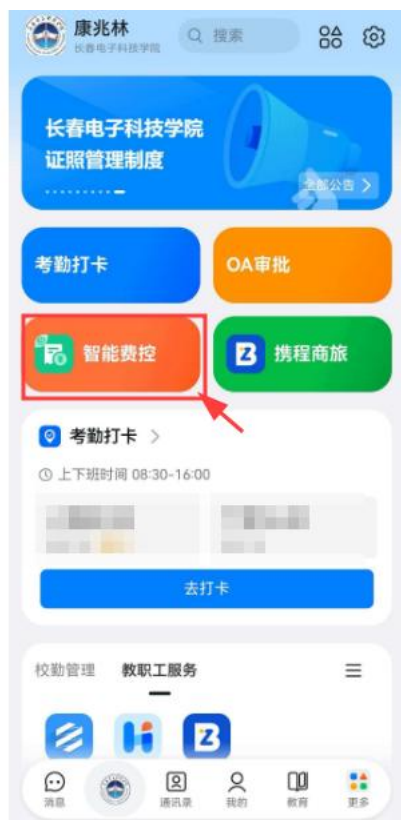 康兆林
长春电子科技学院
搜索
长春电子科技学院
证照管理制度
全部公告 >
考勤打卡
OA审批
智能费控
携程商旅
考勤打卡 >
上下班时间 08:30-16:00
去打卡
校勤管理 教职工服务
消息
通讯录
我的
教育
更多